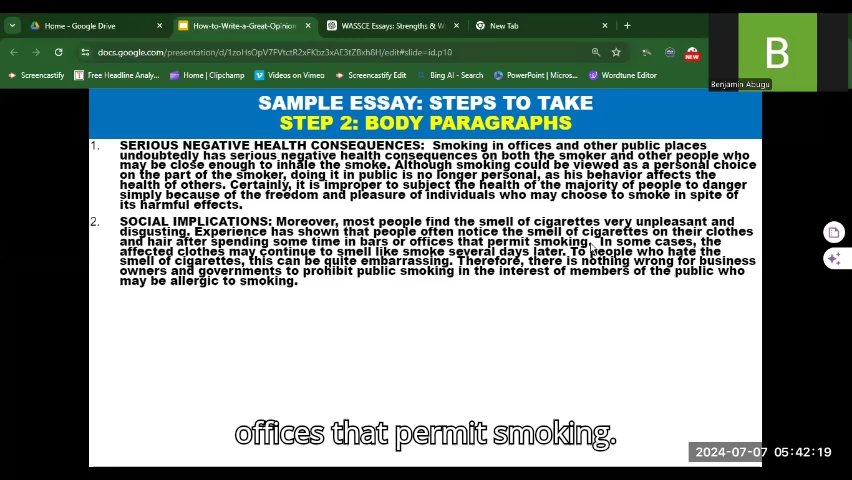 Home - Google Drive
How-to-Write-a-Great-Opinion
WASSCE Essays: Strengths & W
New Tab
docs.google.com/presentation/d/1zoHsOpV7FVtctR2xFKbz3xAE3tZBxh8H/edit#slide=id.p10
Screencastify
Free Headline Analy...
Home | Clipchamp
Videos on Vimeo
Screencastify Edit
Bing AI - Search
PowerPoint | Micros...
Wordtune Editor
NEW
B
Benjamin Abugu
SAMPLE ESSAY: STEPS TO TAKE
STEP 2: BODY PARAGRAPHS
1. SERIOUS NEGATIVE HEALTH CONSEQUENCES: Smoking in offices and other public places
undoubtedly has serious negative health consequences on both the smoker and other people who
may be close enough to inhale the smoke. Although smoking could be viewed as a personal choice
on the part of the smoker, doing it in public is no longer personal, as his behavior affects the
health of others. Certainly, it is improper to subject the health of the majority of people to danger
simply because of the freedom and pleasure of individuals who may choose to smoke in spite of
its harmful effects.
2. SOCIAL IMPLICATIONS: Moreover, most people find the smell of cigarettes very unpleasant and
disgusting. Experience has shown that people often notice the smell of cigarettes on their clothes
and hair after spending some time in bars or offices that permit smoking. In some cases, the
affected clothes may continue to smell like smoke several days later. To people who hate the
smell of cigarettes, this can be quite embarrassing. Therefore, there is nothing wrong for business
owners and governments to prohibit public smoking in the interest of members of the public who
may be allergic to smoking.
offices that permit smoking.
2024-07-07 05:42:19